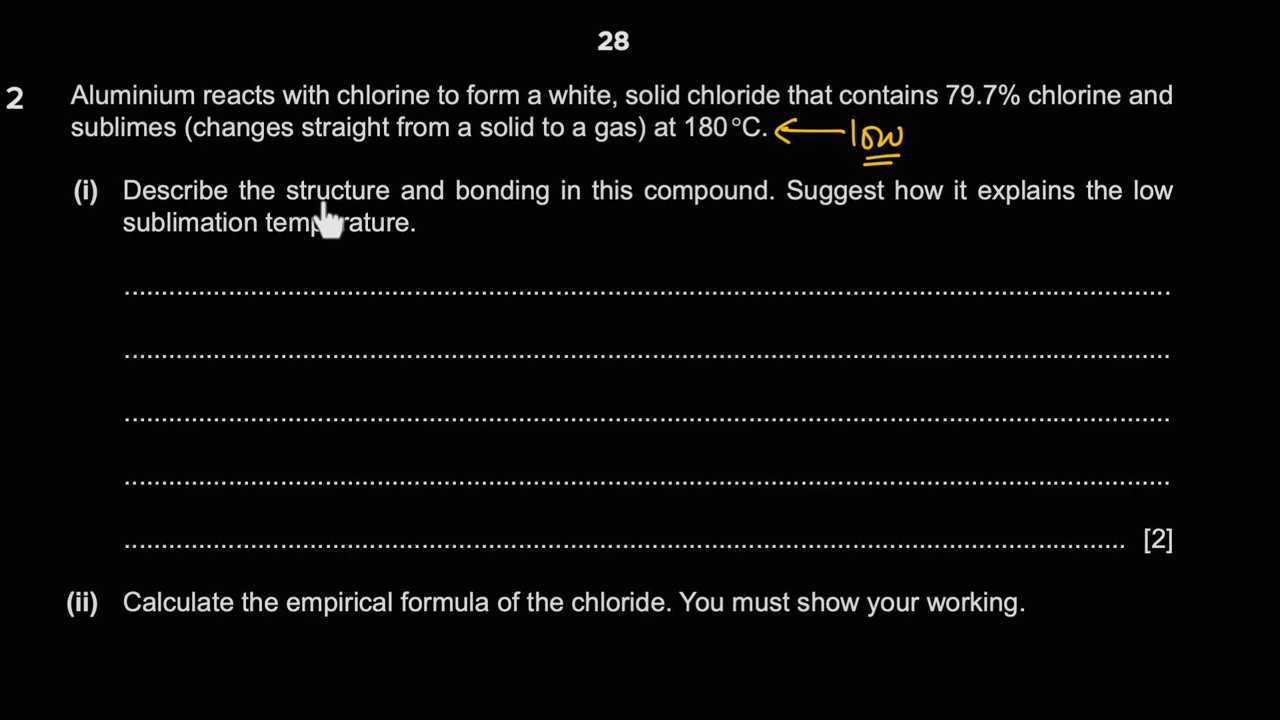 28
2 Aluminium reacts with chlorine to form a white, solid chloride that contains 79.7% chlorine and
sublimes (changes straight from a solid to a gas) at 180 °C. low
(i) Describe the structure and bonding in this compound. Suggest how it explains the low
sublimation temperature.
..........................................................................................
..........................................................................................
..........................................................................................
..........................................................................................
.......................................................................................... [2]
(ii) Calculate the empirical formula of the chloride. You must show your working.